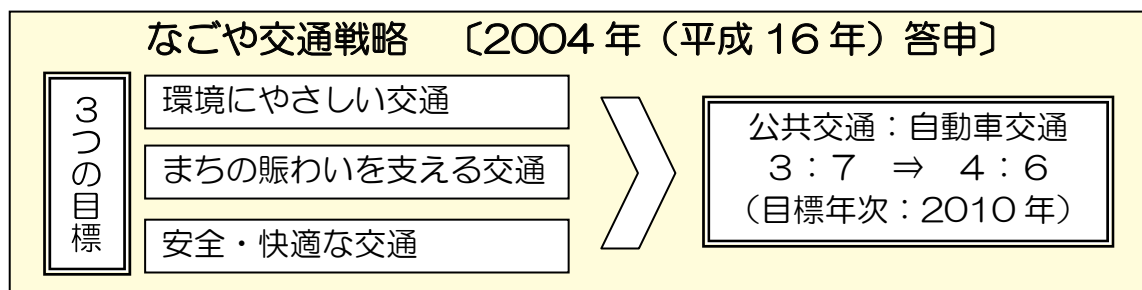 なごや交通戦略 〔2004年（平成16年）答申〕
3つの目標
環境にやさしい交通
まちの賑わいを支える交通
安全・快適な交通
公共交通：自動車交通
3：7 ⇒ 4：6
（目標年次：2010年）